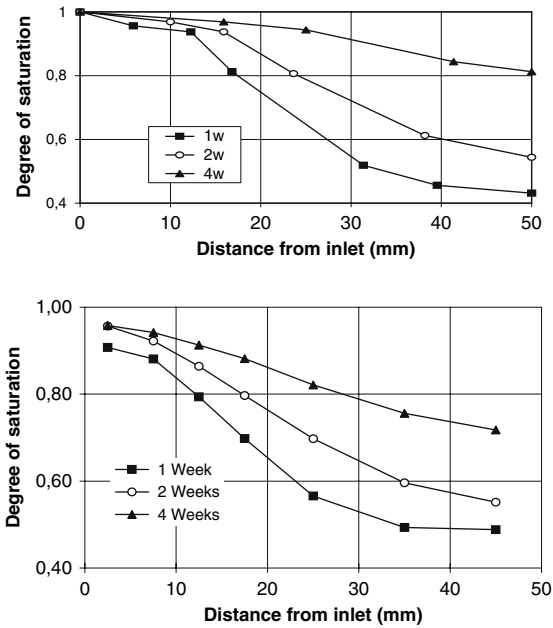 1
0,8
0,6
0,4
Degree of saturation
1w
2w
4w
0 10 20 30 40 50
Distance from inlet (mm)
1,00
0,80
0,60
0,40
Degree of saturation
1 Week
2 Weeks
4 Weeks
0 10 20 30 40 50
Distance from inlet (mm)